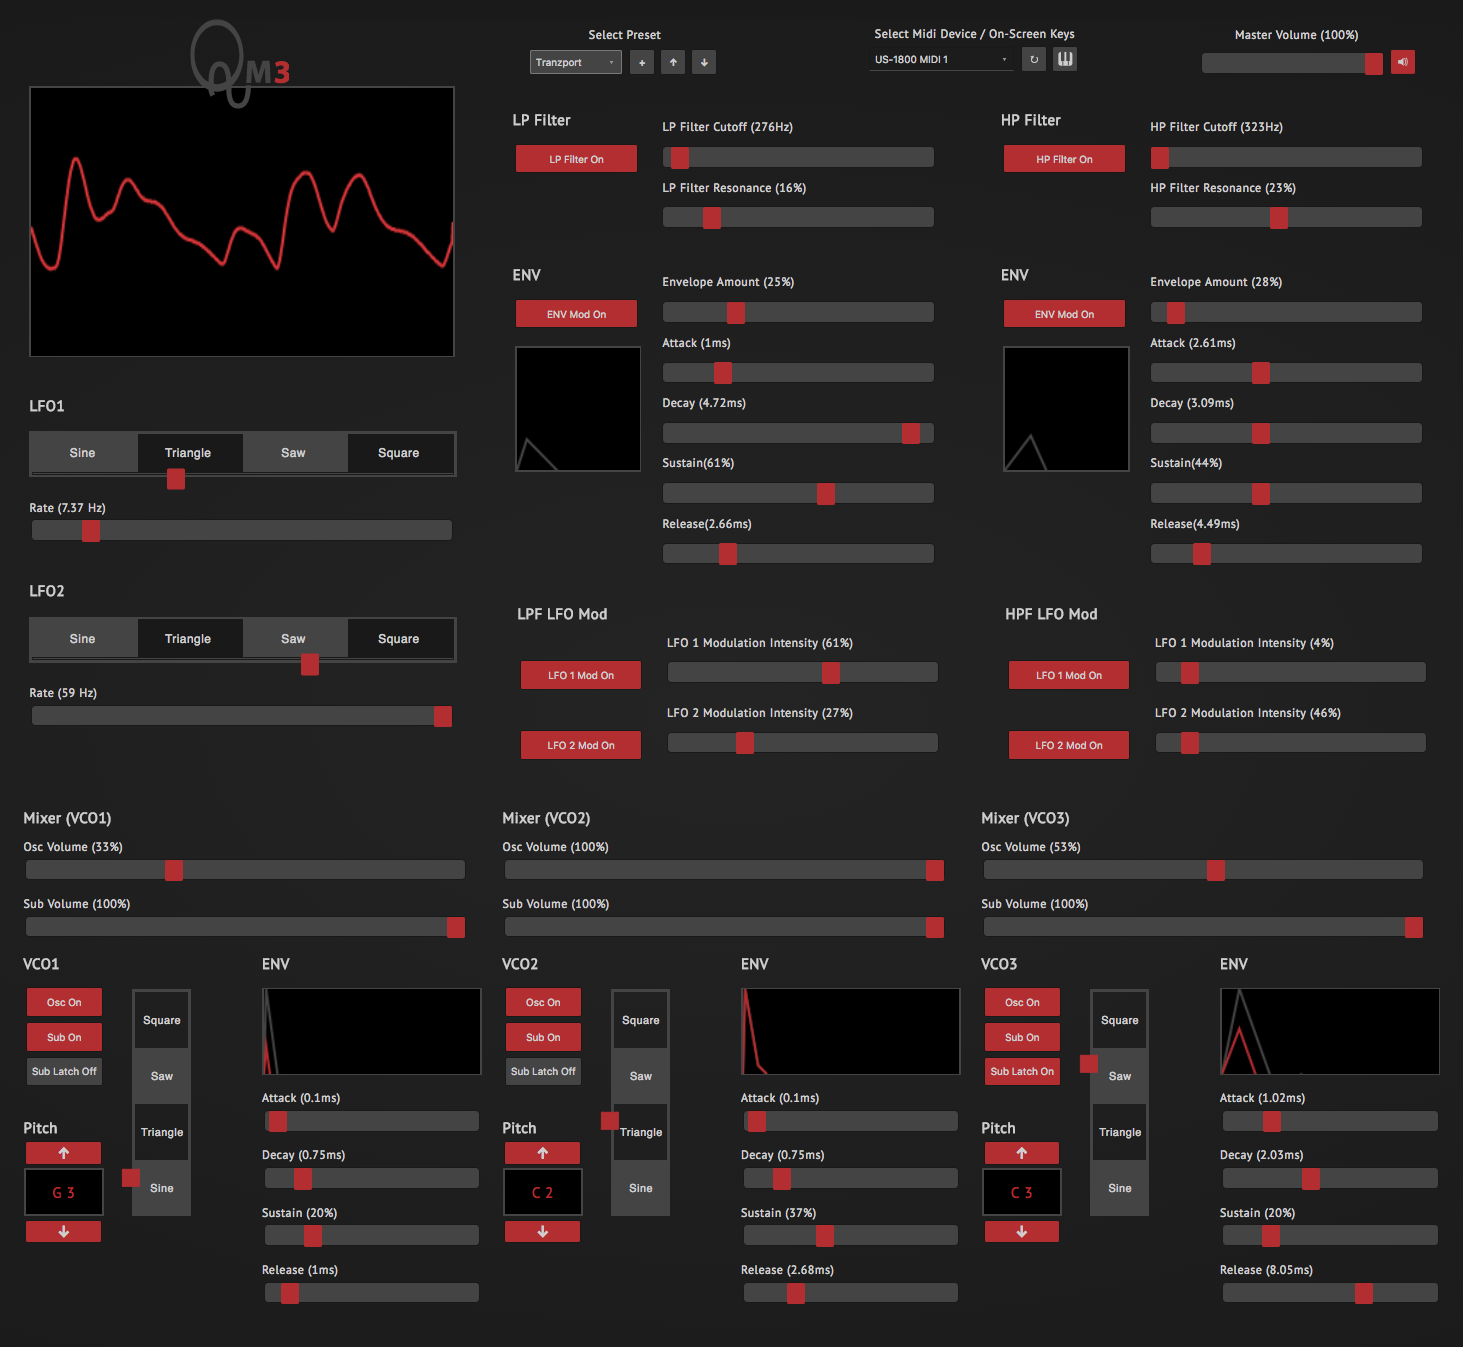 M3
Select Preset
Tranzport
Select Midi Device / On-Screen Keys
US-1800 MIDI 1
Master Volume (100%)
LP Filter
LP Filter On
LP Filter Cutoff (276Hz)
LP Filter Resonance (16%)
HP Filter
HP Filter On
HP Filter Cutoff (323Hz)
HP Filter Resonance (23%)
ENV
ENV Mod On
Envelope Amount (25%)
Attack (1ms)
Decay (4.72ms)
Sustain(61%)
Release(2.66ms)
ENV
ENV Mod On
Envelope Amount (28%)
Attack (2.61ms)
Decay (3.09ms)
Sustain(44%)
Release(4.49ms)
LFO1
Sine
Triangle
Saw
Square
Rate (7.37 Hz)
LFO2
Sine
Triangle
Saw
Square
Rate (59 Hz)
LPF LFO Mod
LFO 1 Mod On
LFO 1 Modulation Intensity (61%)
LFO 2 Mod On
LFO 2 Modulation Intensity (27%)
HPF LFO Mod
LFO 1 Mod On
LFO 1 Modulation Intensity (4%)
LFO 2 Mod On
LFO 2 Modulation Intensity (46%)
Mixer (VCO1)
Osc Volume (33%)
Sub Volume (100%)
Mixer (VCO2)
Osc Volume (100%)
Sub Volume (100%)
Mixer (VCO3)
Osc Volume (53%)
Sub Volume (100%)
VCO1
Osc On
Sub On
Sub Latch Off
Pitch
G 3
Square
Saw
Triangle
Sine
ENV
Attack (0.1ms)
Decay (0.75ms)
Sustain (20%)
Release (1ms)
VCO2
Osc On
Sub On
Sub Latch Off
Pitch
C 2
Square
Saw
Triangle
Sine
ENV
Attack (0.1ms)
Decay (0.75ms)
Sustain (37%)
Release (2.68ms)
VCO3
Osc On
Sub On
Sub Latch On
Pitch
C 3
Square
Saw
Triangle
Sine
ENV
Attack (1.02ms)
Decay (2.03ms)
Sustain (20%)
Release (8.05ms)